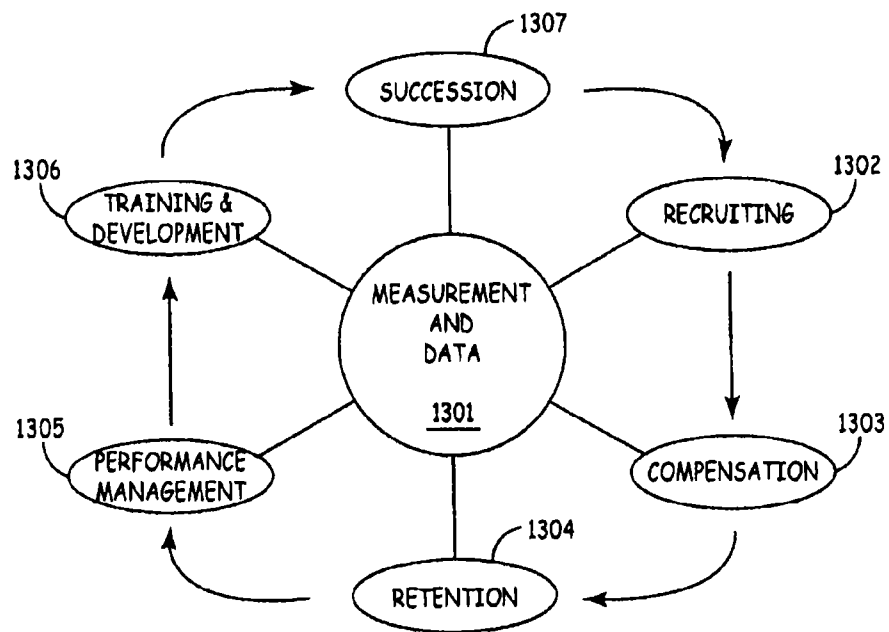 1307
SUCCESSION
1306
TRAINING &
DEVELOPMENT
1302
RECRUITING
MEASUREMENT
AND
DATA
1301
1305
PERFORMANCE
MANAGEMENT
1303
COMPENSATION
1304
RETENTION